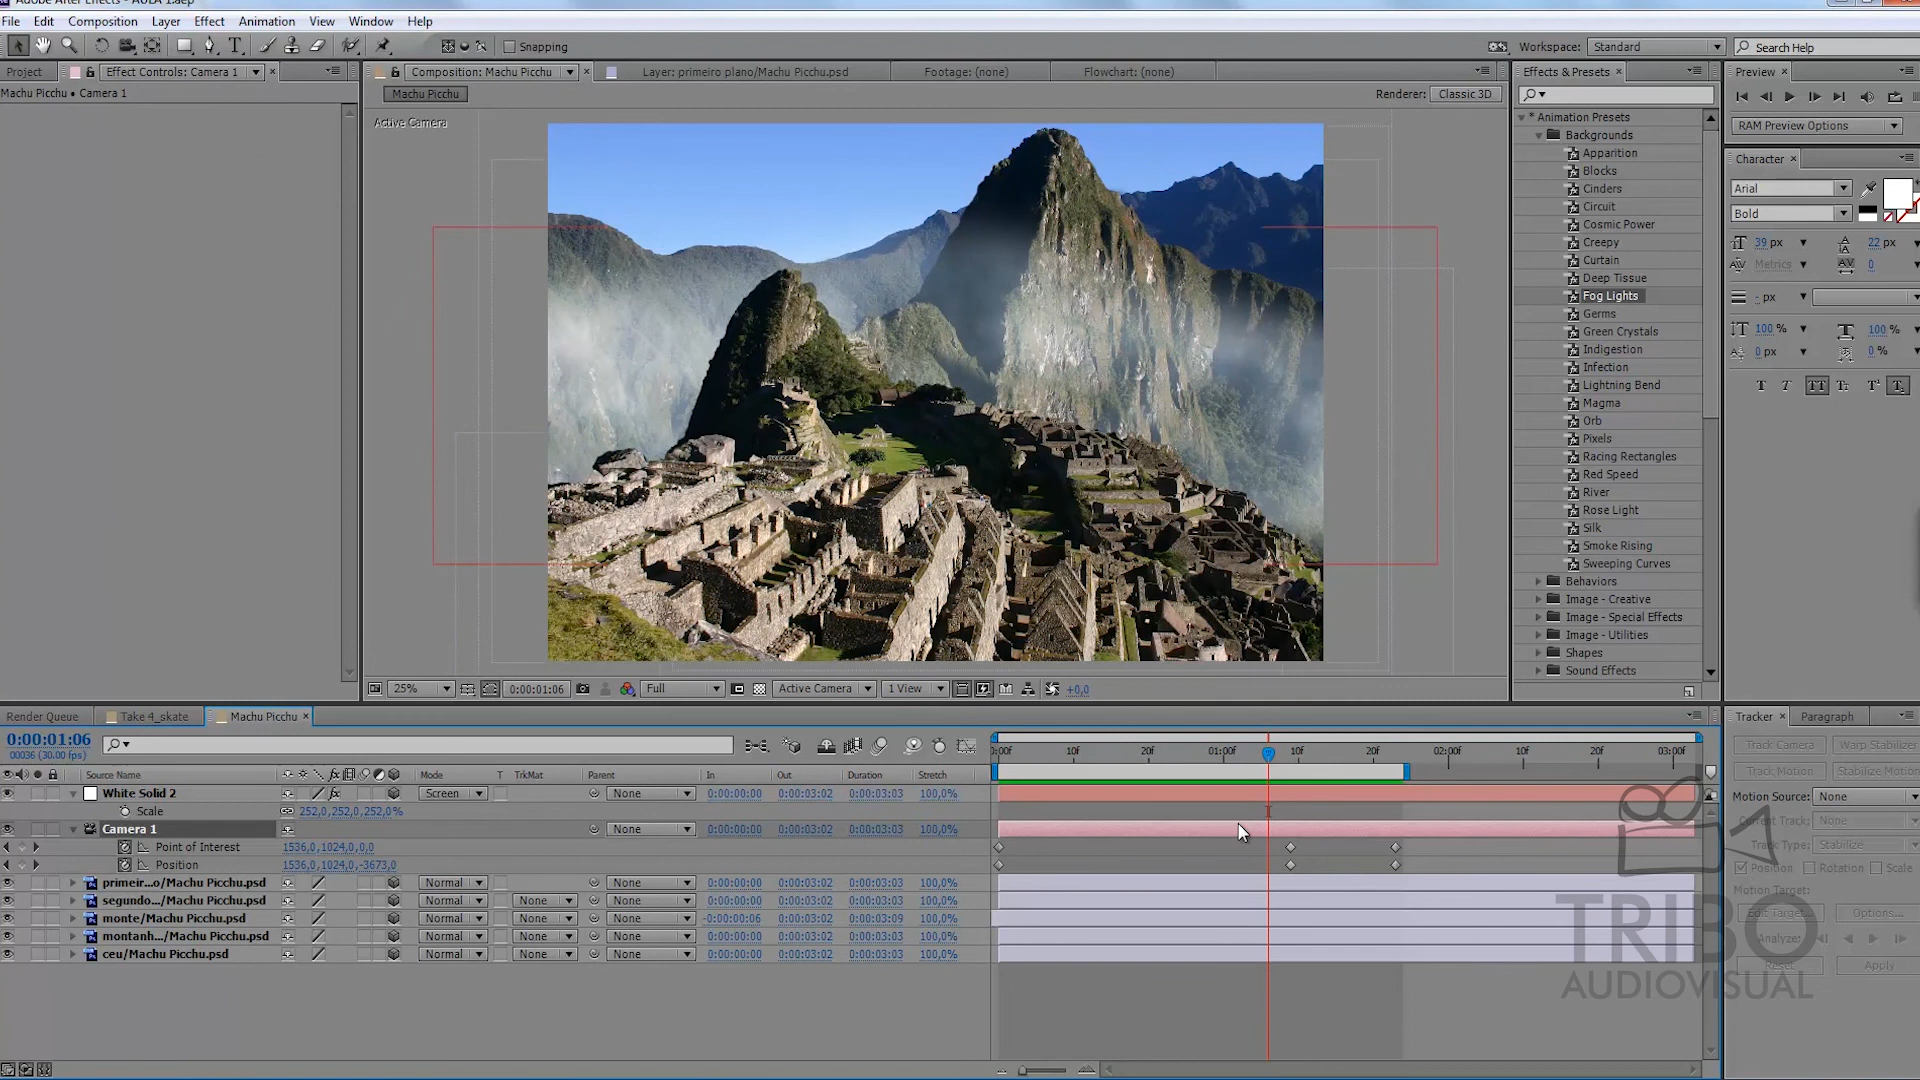 Adobe After Effects - AULA 1.aep
File Edit Composition Layer Effect Animation View Window Help
Snapping Workspace: Standard Search Help
Project Effect Controls: Camera 1 Composition: Machu Picchu Layer: primeiro plano/Machu Picchu.psd Footage: (none) Flowchart: (none) Effects & Presets Preview
Machu Picchu • Camera 1 Machu Picchu Renderer: Classic 3D
Active Camera
* Animation Presets
RAM Preview Options
Backgrounds
Apparition
Character
Blocks
Cinders
Arial
Circuit
Bold
Cosmic Power
Creepy
39 px 22 px
Curtain
Metrics 0
Deep Tissue
Fog Lights
- px
Germs
Green Crystals
100 % 100 %
Indigestion
0 px 0 %
Infection
Lightning Bend
T T TT Tr T¹ T₁
Magma
Orb
Pixels
Racing Rectangles
Red Speed
River
Rose Light
Silk
Smoke Rising
Sweeping Curves
Behaviors
Image - Creative
Image - Special Effects
Image - Utilities
Shapes
Sound Effects
25% 0:00:01:06 Full Active Camera 1 View +0,0
Render Queue Take 4_skate Machu Picchu Tracker Paragraph
0:00:01:06
00036 (30.00 fps)
0:00f 10f 20f 01:00f 10f 20f 02:00f 10f 20f 03:00f
Track Camera Warp Stabilizer
Track Motion Stabilize Motion
Source Name Mode T TrkMat Parent In Out Duration Stretch
White Solid 2 Screen None 0:00:00:00 0:00:03:02 0:00:03:03 100,0%
Motion Source: None
Scale 252,0,252,0,252,0%
Current Track: None
Camera 1 None 0:00:00:00 0:00:03:02 0:00:03:03 100,0%
Track Type: Stabilize
Point of Interest 1536,0,1024,0,0,0
Position 1536,0,1024,0,-3673,0
Position Rotation Scale
primeir...o/Machu Picchu.psd Normal None 0:00:00:00 0:00:03:02 0:00:03:03 100,0%
Motion Target:
segundo.../Machu Picchu.psd Normal None None 0:00:00:00 0:00:03:02 0:00:03:03 100,0%
monte/Machu Picchu.psd Normal None None -0:00:00:06 0:00:03:02 0:00:03:09 100,0%
Edit Target... Options...
montanh.../Machu Picchu.psd Normal None None 0:00:00:00 0:00:03:02 0:00:03:03 100,0%
Analyze:
ceu/Machu Picchu.psd Normal None None 0:00:00:00 0:00:03:02 0:00:03:03 100,0%
Reset Apply
TRIBO
AUDIOVISUAL